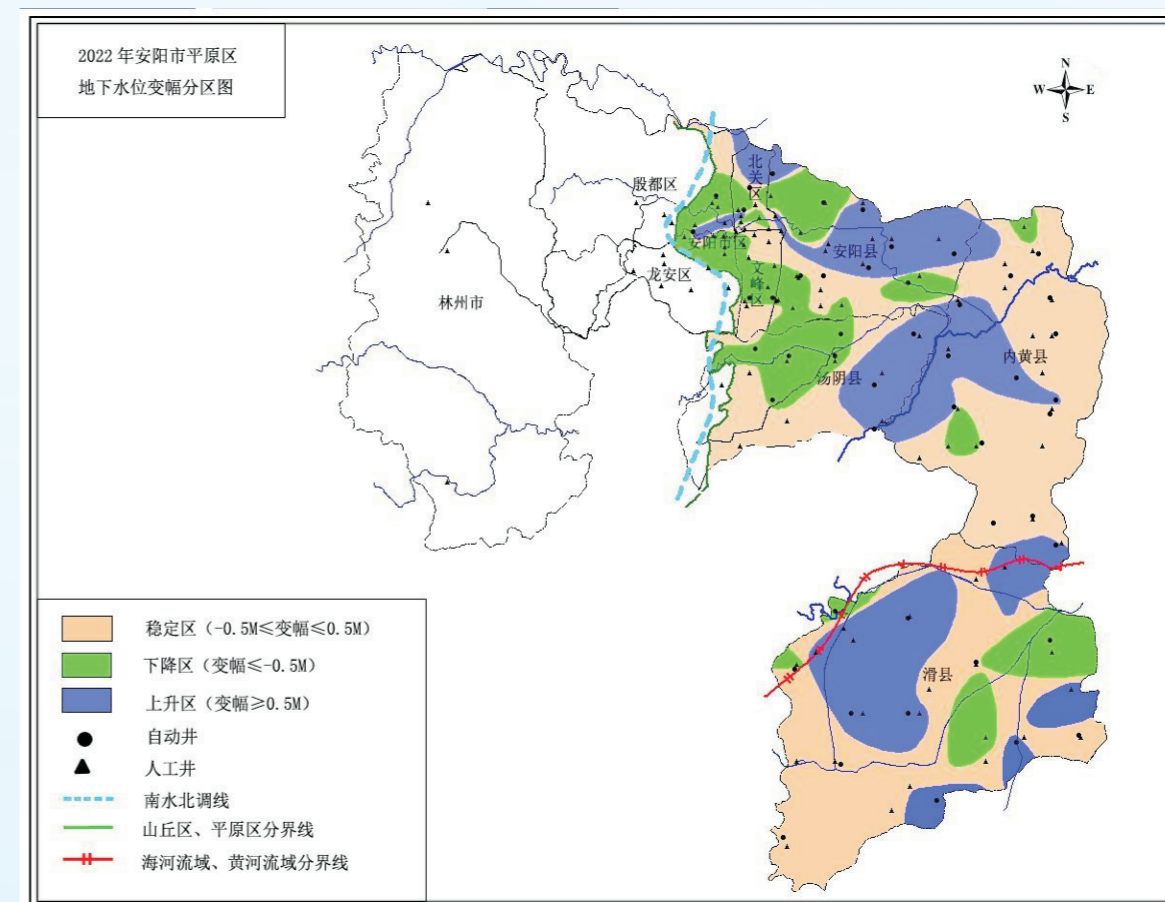 2022 年安阳市平原区
地下水位变幅分区图
N
W
E
S
北关区
殷都区
安阳市区
安阳县
龙安区
文峰区
林州市
内黄县
汤阴县
滑县
稳定区（-0.5M≤变幅≤0.5M）
下降区（变幅≤-0.5M）
上升区（变幅≥0.5M）
自动井
人工井
南水北调线
山丘区、平原区分界线
海河流域、黄河流域分界线